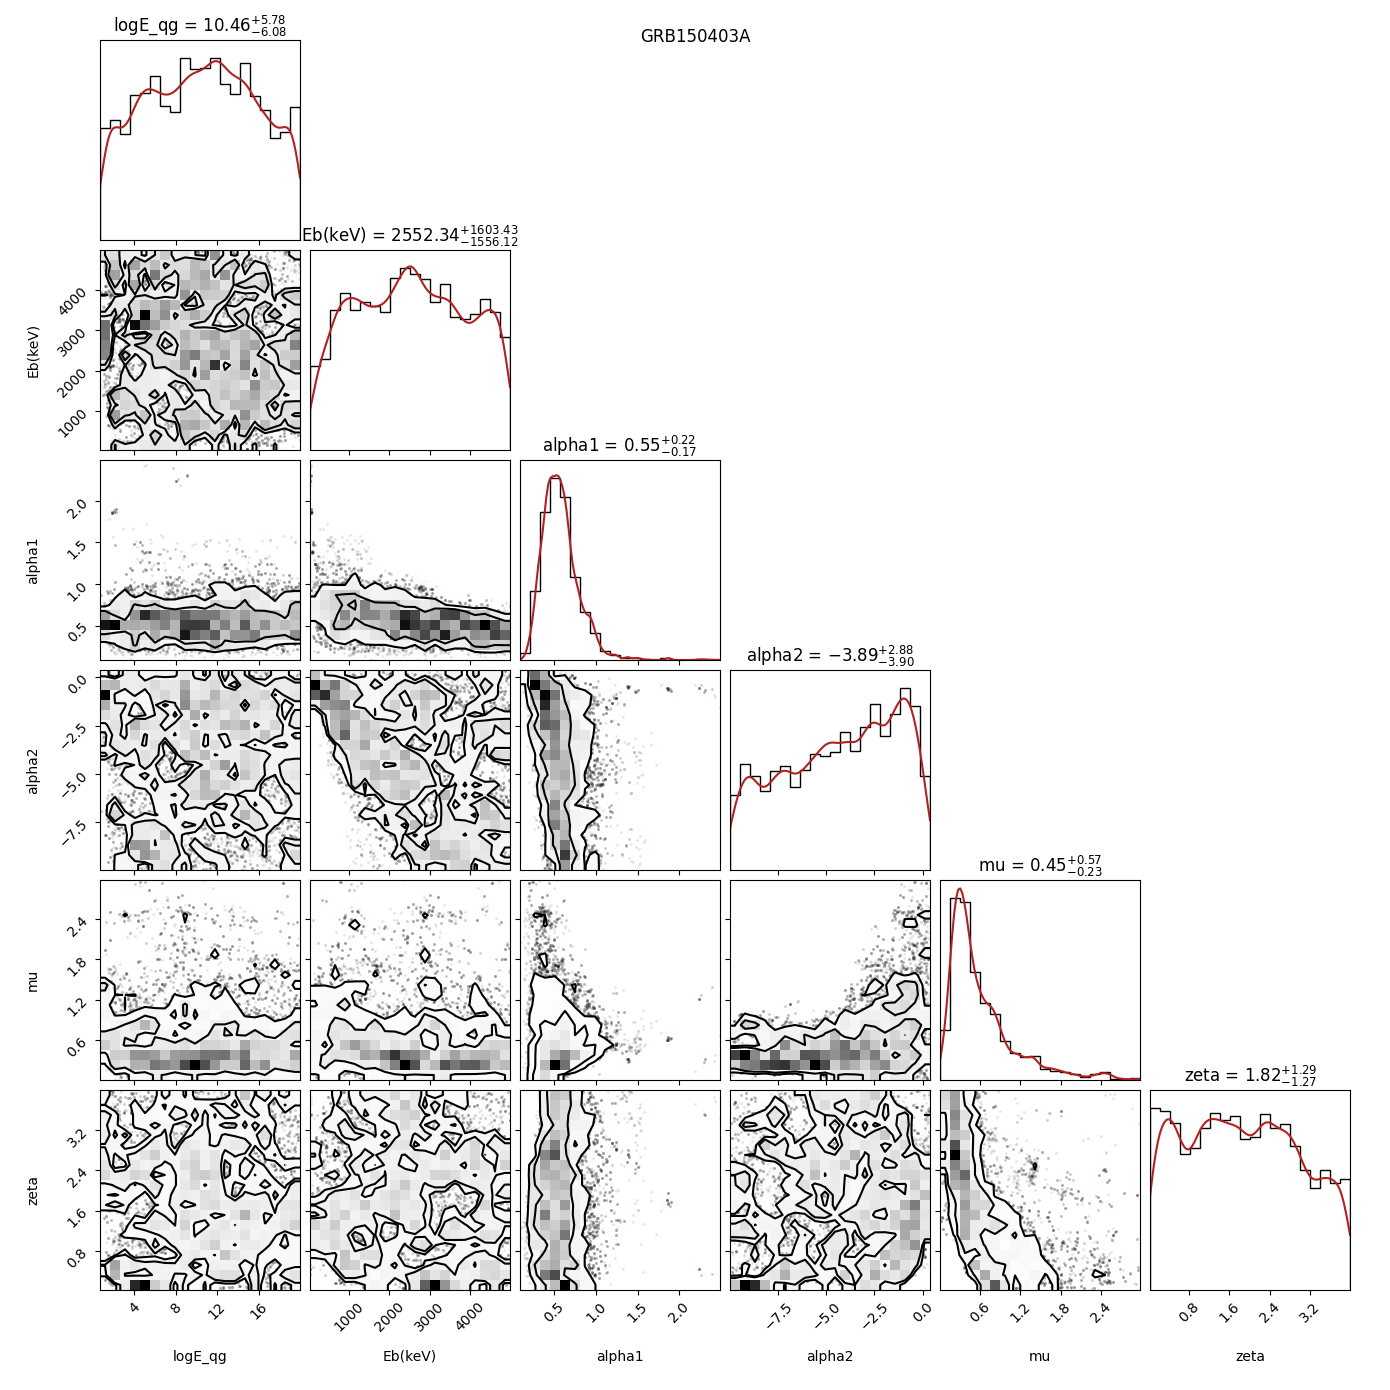 GRB150403A
logE_qg = 10.46+5.78−6.08
Eb(keV) = 2552.34+1603.43−1556.12
alpha1 = 0.55+0.22−0.17
alpha2 = −3.89+2.88−3.90
mu = 0.45+0.57−0.23
zeta = 1.82+1.29−1.27
Eb(keV)
4000
3000
2000
1000
alpha1
2.0
1.5
1.0
0.5
alpha2
0.0
−2.5
−5.0
−7.5
mu
2.4
1.8
1.2
0.6
zeta
3.2
2.4
1.6
0.8
4 8 12 16
1000 2000 3000 4000
0.5 1.0 1.5 2.0
−7.5 −5.0 −2.5 0.0
0.6 1.2 1.8 2.4
0.8 1.6 2.4 3.2
logE_qg Eb(keV) alpha1 alpha2 mu zeta